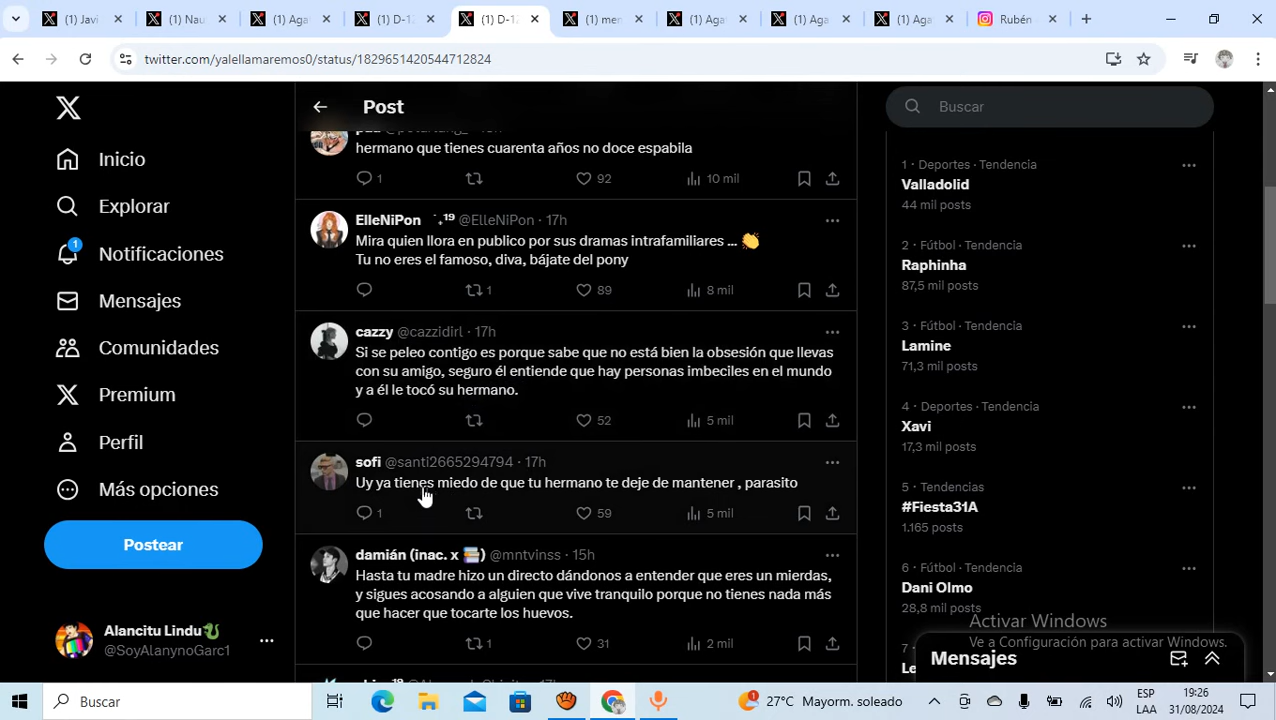 (1) Javi
(1) Nau
(1) Aga
(1) D-12
(1) D-12
(1) men
(1) Aga
(1) Aga
(1) Aga
Rubén
twitter.com/yalellamaremos0/status/1829651420544712824
Inicio
Explorar
1
Notificaciones
Mensajes
Comunidades
Premium
Perfil
Más opciones
Postear
Alancitu Lindu
@SoyAlanynoGarc1
Post
hermano que tienes cuarenta años no doce espabila
1 92 10 mil
ElleNiPon ˙₊¹⁹ @ElleNiPon · 17h
Mira quien llora en publico por sus dramas intrafamiliares ... 👏
Tu no eres el famoso, diva, bájate del pony
1 89 8 mil
cazzy @cazzidirl · 17h
Si se peleo contigo es porque sabe que no está bien la obsesión que llevas
con su amigo, seguro él entiende que hay personas imbeciles en el mundo
y a él le tocó su hermano.
52 5 mil
sofi @santi2665294794 · 17h
Uy ya tienes miedo de que tu hermano te deje de mantener , parasito
1 59 5 mil
damián (inac. x 📚) @mntvinss · 15h
Hasta tu madre hizo un directo dándonos a entender que eres un mierdas,
y sigues acosando a alguien que vive tranquilo porque no tienes nada más
que hacer que tocarte los huevos.
1 31 2 mil
Buscar
1 · Deportes · Tendencia
Valladolid
44 mil posts
2 · Fútbol · Tendencia
Raphinha
87,5 mil posts
3 · Fútbol · Tendencia
Lamine
71,3 mil posts
4 · Deportes · Tendencia
Xavi
17,3 mil posts
5 · Tendencias
#Fiesta31A
1.165 posts
6 · Fútbol · Tendencia
Dani Olmo
28,8 mil posts
7 ·
Le
Activar Windows
Ve a Configuración para activar Windows.
Mensajes
Buscar
1
27°C Mayorm. soleado
ESP
LAA
19:26
31/08/2024